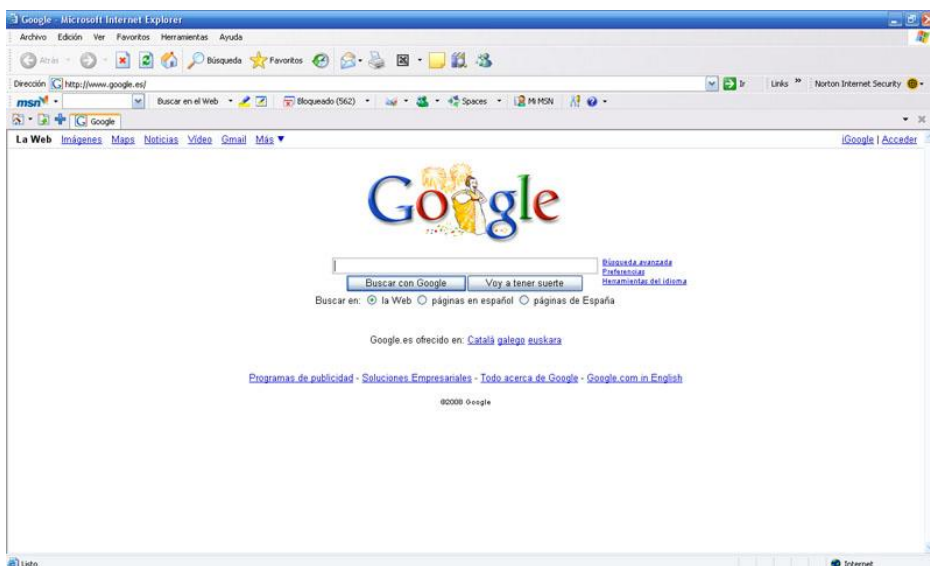 Google - Microsoft Internet Explorer
Archivo Edición Ver Favoritos Herramientas Ayuda
Atrás Búsqueda Favoritos
Dirección http://www.google.es/ Ir Links » Norton Internet Security
msn Buscar en el Web Bloqueado (562) Spaces Mi MSN
Google
La Web Imágenes Maps Noticias Vídeo Gmail Más ▼ iGoogle | Acceder
Google
Búsqueda avanzada
Preferencias
Herramientas del idioma
Buscar con Google Voy a tener suerte
Buscar en: la Web páginas en español páginas de España
Google.es ofrecido en: Català galego euskara
Programas de publicidad - Soluciones Empresariales - Todo acerca de Google - Google.com in English
©2008 Google
Listo Internet